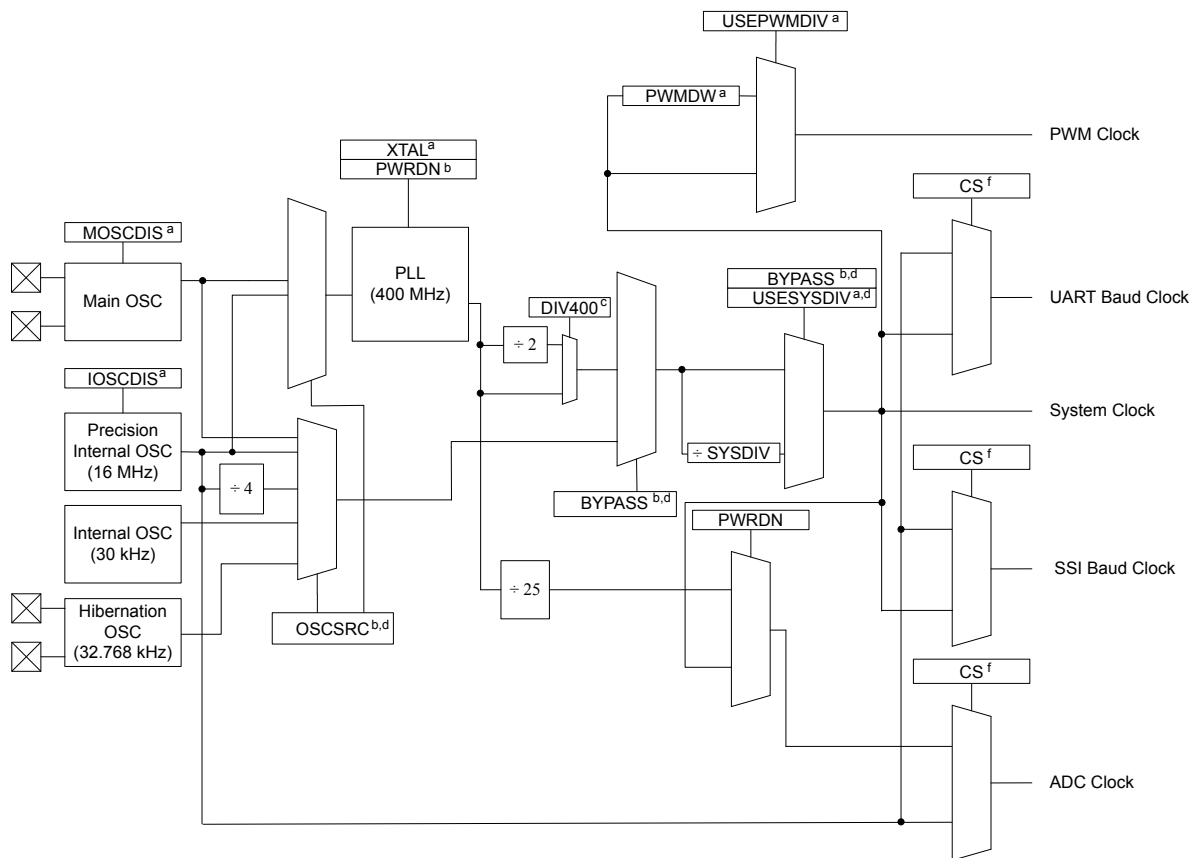 USEPWMDIV a
PWMDW a
PWM Clock
XTAL a
PWRDN b
CS f
MOSCDIS a
Main OSC
PLL
(400 MHz)
BYPASS b,d
USESYSDIV a,d
DIV400 c
UART Baud Clock
÷ 2
IOSCDIS a
Precision
Internal OSC
(16 MHz)
System Clock
÷ SYSDIV
CS f
÷ 4
BYPASS b,d
Internal OSC
(30 kHz)
PWRDN
SSI Baud Clock
÷ 25
Hibernation
OSC
(32.768 kHz)
OSCSRC b,d
CS f
ADC Clock